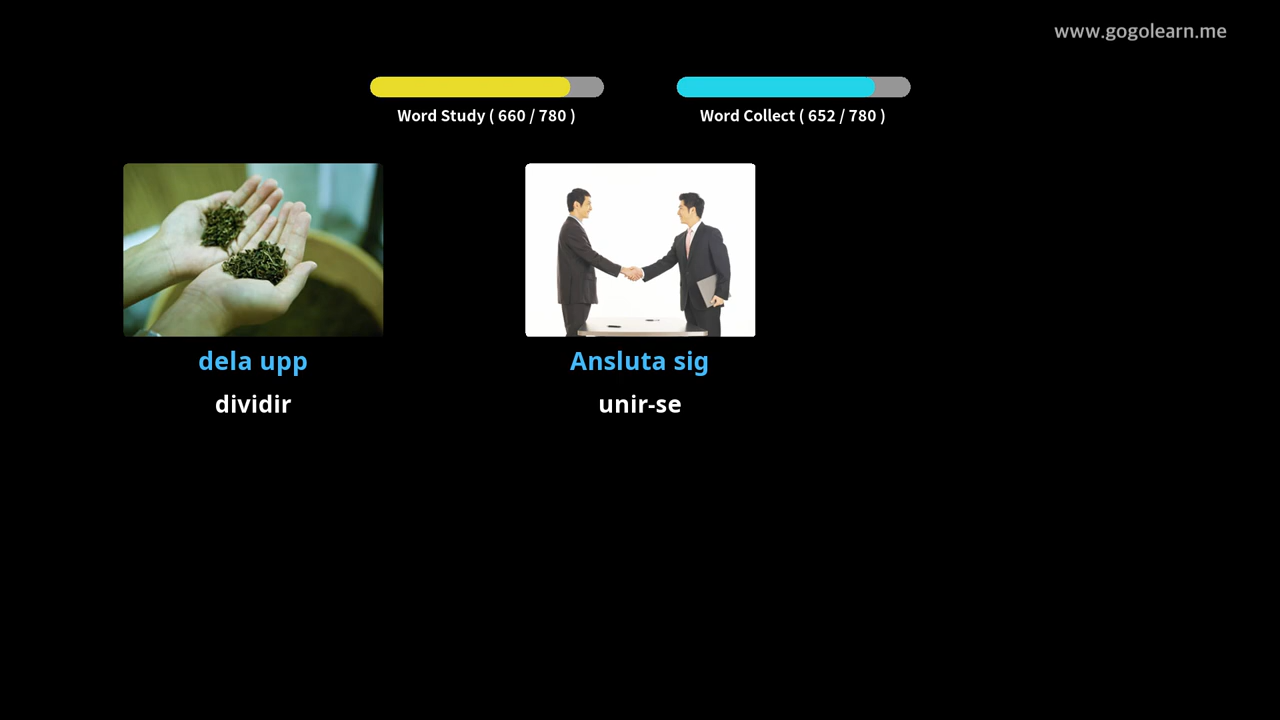 www.gogolearn.me
Word Study ( 660 / 780 )
Word Collect ( 652 / 780 )
dela upp
Ansluta sig
dividir
unir-se